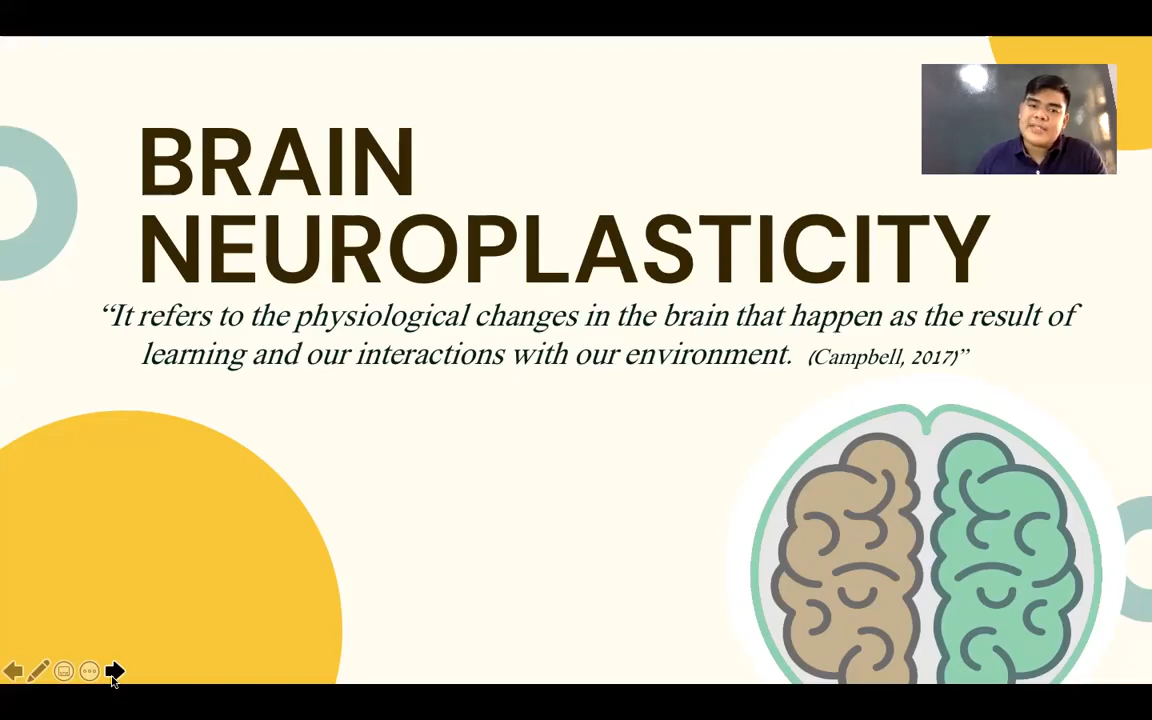 BRAIN
NEUROPLASTICITY
“It refers to the physiological changes in the brain that happen as the result of
learning and our interactions with our environment. (Campbell, 2017)”